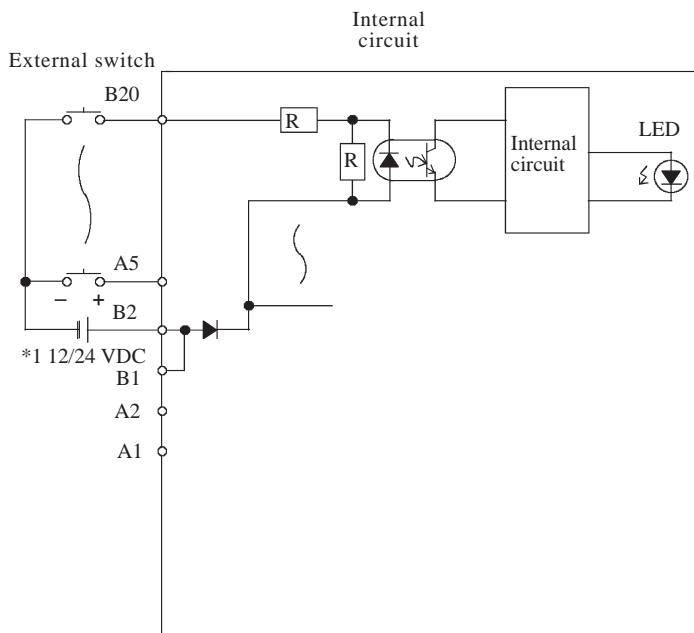 Internal
circuit
External switch
B20
R
R
Internal
circuit
LED
A5
− +
B2
*1 12/24 VDC
B1
A2
A1